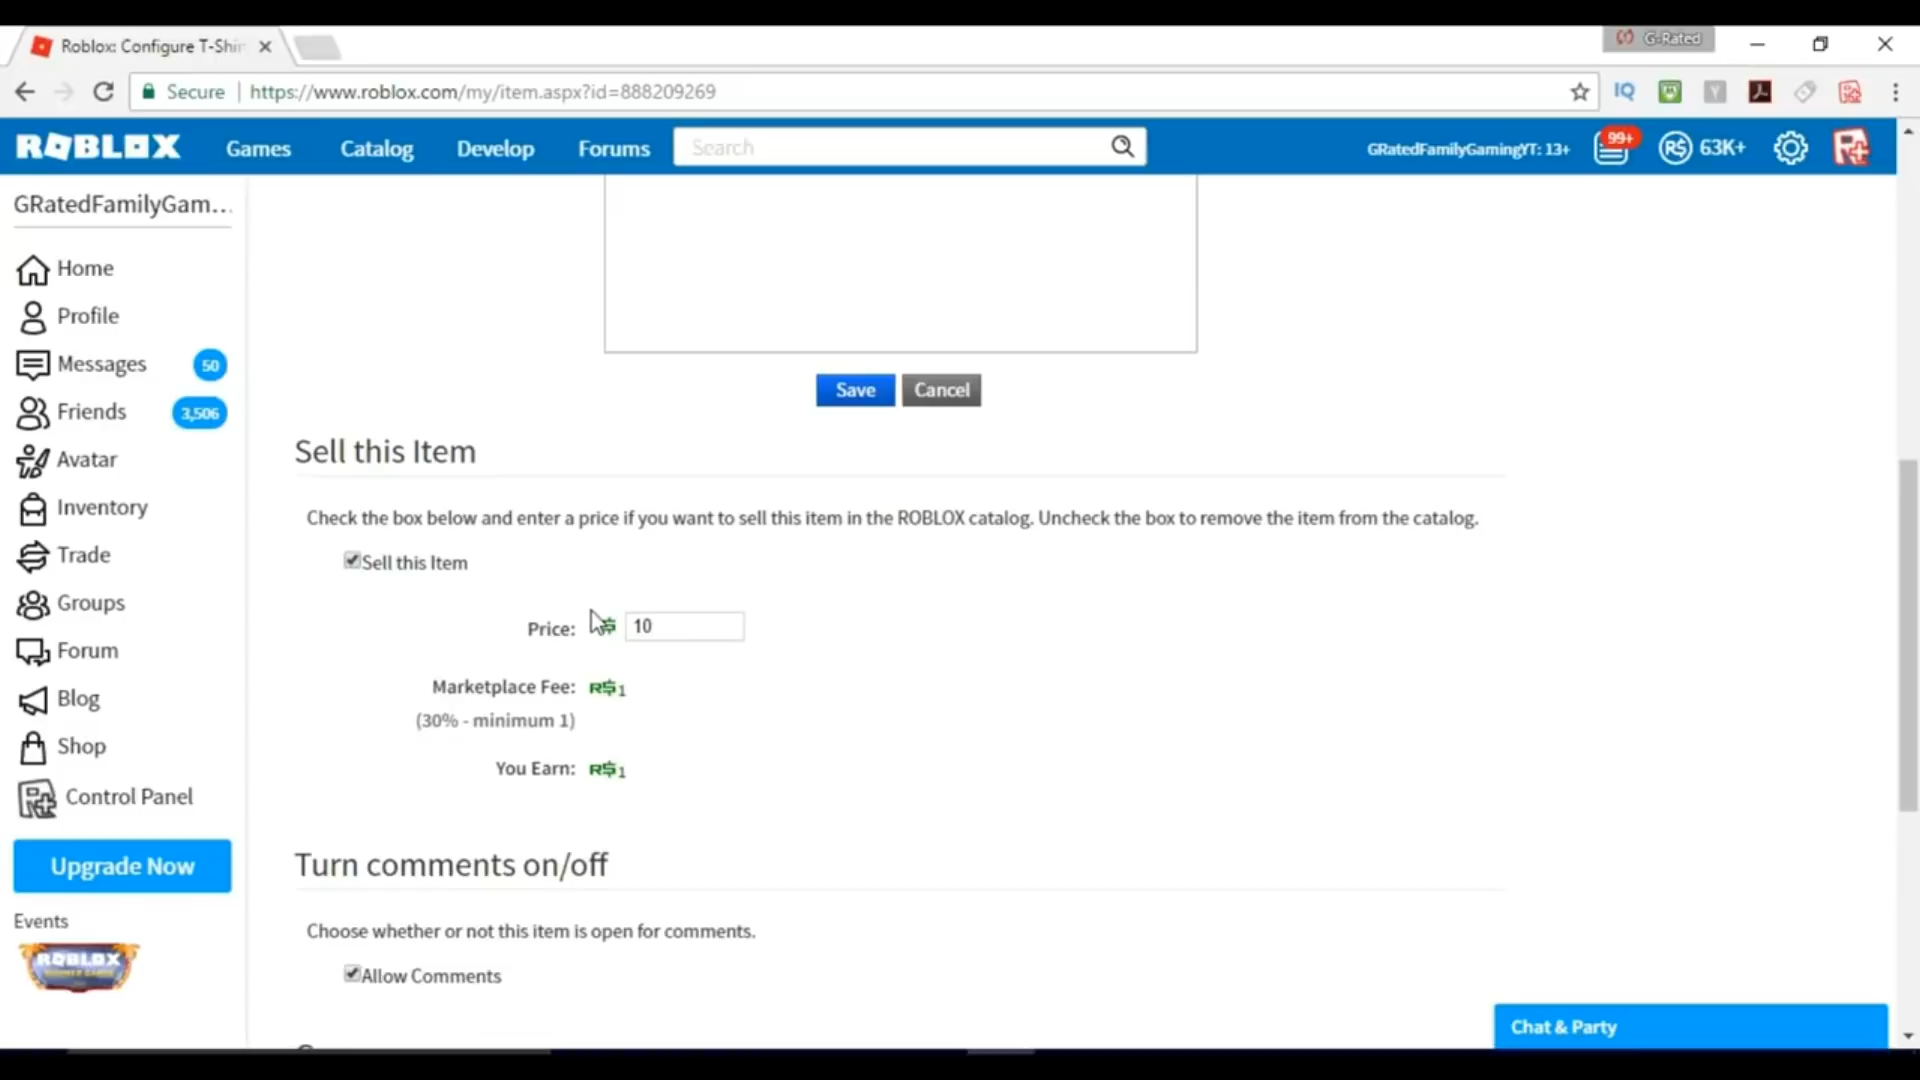 Roblox: Configure T-Shir
G-Rated
Secure | https://www.roblox.com/my/item.aspx?id=888209269
IQ
Y
ROBLOX
Games
Catalog
Develop
Forums
Search
GRatedFamilyGamingYT: 13+
99+
R$ 63K+
GRatedFamilyGam...
Home
Profile
Messages 50
Friends 3,506
Avatar
Inventory
Trade
Groups
Forum
Blog
Shop
Control Panel
Upgrade Now
Events
ROBLOX
Save
Cancel
Sell this Item
Check the box below and enter a price if you want to sell this item in the ROBLOX catalog. Uncheck the box to remove the item from the catalog.
Sell this Item
Price: 10
Marketplace Fee: R$ 1
(30% - minimum 1)
You Earn: R$ 1
Turn comments on/off
Choose whether or not this item is open for comments.
Allow Comments
Chat & Party